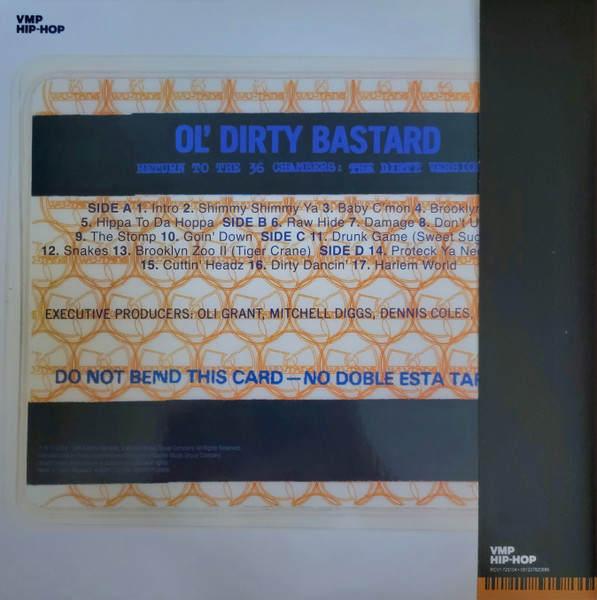 VMP
HIP-HOP
OL' DIRTY BASTARD
RETURN TO THE 36 CHAMBERS: THE DIRTY VERSIO
SIDE A 1. Intro 2. Shimmy Shimmy Ya 3. Baby C'mon 4. Brooklyn
5. Hippa To Da Hoppa SIDE B 6. Raw Hide 7. Damage 8. Don't U
9. The Stomp 10. Goin' Down SIDE C 11. Drunk Game (Sweet Sug
12. Snakes 13. Brooklyn Zoo II (Tiger Crane) SIDE D 14. Proteck Ya Ne
15. Cuttin' Headz 16. Dirty Dancin' 17. Harlem World
EXECUTIVE PRODUCERS: OLI GRANT, MITCHELL DIGGS, DENNIS COLES,
DO NOT BEND THIS CARD—NO DOBLE ESTA TAR
VMP
HIP-HOP